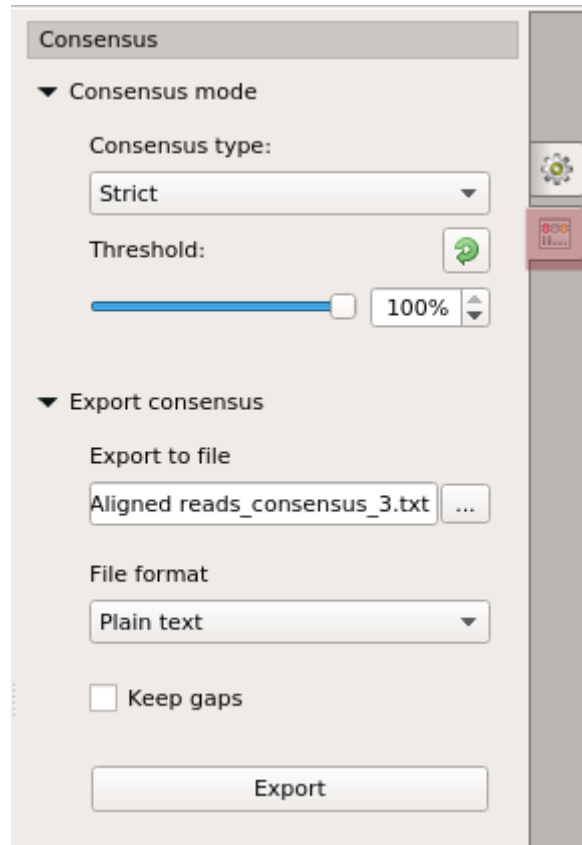 Consensus
Consensus mode
Consensus type:
Strict
Threshold:
100%
Export consensus
Export to file
Aligned reads_consensus_3.txt
...
File format
Plain text
Keep gaps
Export